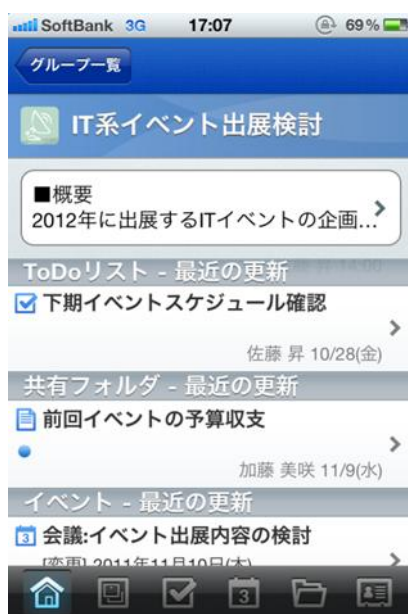 SoftBank 3G 17:07 69%
グループ一覧
IT系イベント出展検討
■概要
2012年に出展するITイベントの企画...
ToDoリスト - 最近の更新
下期イベントスケジュール確認
佐藤 昇 10/28(金)
共有フォルダ - 最近の更新
前回イベントの予算収支
加藤 美咲 11/9(水)
イベント - 最近の更新
3 会議:イベント出展内容の検討
[変更] 2011年11月10日(木)
3